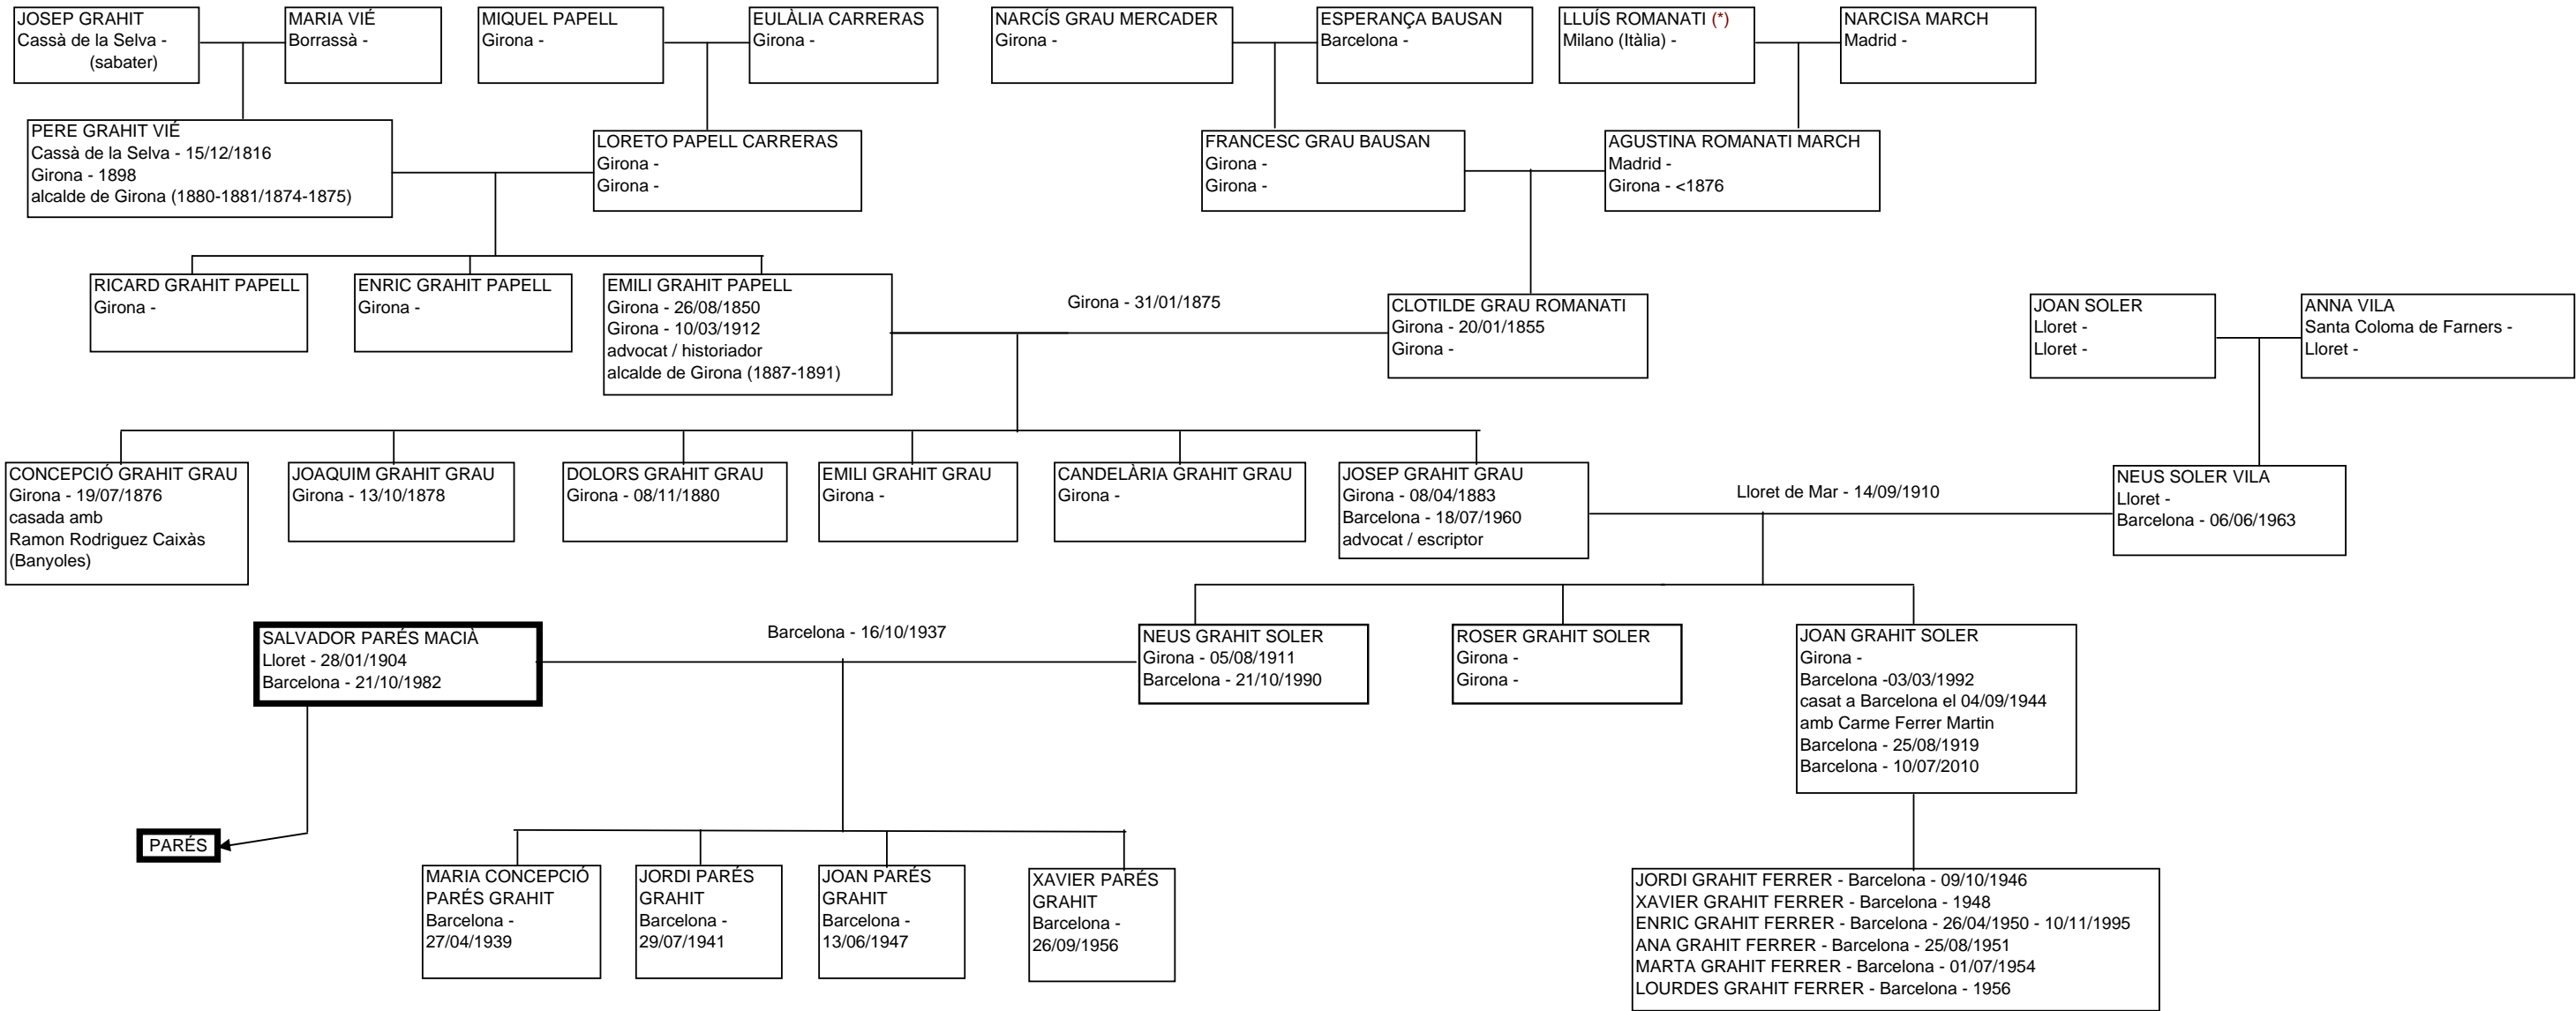 JOSEP GRAHIT
Cassà de la Selva -
(sabater)
MARIA VIÉ
Borrassà -
MIQUEL PAPELL
Girona -
EULÀLIA CARRERAS
Girona -
NARCÍS GRAU MERCADER
Girona -
ESPERANÇA BAUSAN
Barcelona -
LLUÍS ROMANATI (*)
Milano (Itàlia) -
NARCISA MARCH
Madrid -
PERE GRAHIT VIÉ
Cassà de la Selva - 15/12/1816
Girona - 1898
alcalde de Girona (1880-1881/1874-1875)
LORETO PAPELL CARRERAS
Girona -
Girona -
FRANCESC GRAU BAUSAN
Girona -
Girona -
AGUSTINA ROMANATI MARCH
Madrid -
Girona - <1876
RICARD GRAHIT PAPELL
Girona -
ENRIC GRAHIT PAPELL
Girona -
EMILI GRAHIT PAPELL
Girona - 26/08/1850
Girona - 10/03/1912
advocat / historiador
alcalde de Girona (1887-1891)
Girona - 31/01/1875
CLOTILDE GRAU ROMANATI
Girona - 20/01/1855
Girona -
JOAN SOLER
Lloret -
Lloret -
ANNA VILA
Santa Coloma de Farners -
Lloret -
CONCEPCIÓ GRAHIT GRAU
Girona - 19/07/1876
casada amb
Ramon Rodriguez Caixàs
(Banyoles)
JOAQUIM GRAHIT GRAU
Girona - 13/10/1878
DOLORS GRAHIT GRAU
Girona - 08/11/1880
EMILI GRAHIT GRAU
Girona -
CANDELÀRIA GRAHIT GRAU
Girona -
JOSEP GRAHIT GRAU
Girona - 08/04/1883
Barcelona - 18/07/1960
advocat / escriptor
Lloret de Mar - 14/09/1910
NEUS SOLER VILA
Lloret -
Barcelona - 06/06/1963
SALVADOR PARÉS MACIÀ
Lloret - 28/01/1904
Barcelona - 21/10/1982
Barcelona - 16/10/1937
NEUS GRAHIT SOLER
Girona - 05/08/1911
Barcelona - 21/10/1990
ROSER GRAHIT SOLER
Girona -
Girona -
JOAN GRAHIT SOLER
Girona -
Barcelona -03/03/1992
casat a Barcelona el 04/09/1944
amb Carme Ferrer Martin
Barcelona - 25/08/1919
Barcelona - 10/07/2010
PARÉS
MARIA CONCEPCIÓ
PARÉS GRAHIT
Barcelona -
27/04/1939
JORDI PARÉS
GRAHIT
Barcelona -
29/07/1941
JOAN PARÉS
GRAHIT
Barcelona -
13/06/1947
XAVIER PARÉS
GRAHIT
Barcelona -
26/09/1956
JORDI GRAHIT FERRER - Barcelona - 09/10/1946
XAVIER GRAHIT FERRER - Barcelona - 1948
ENRIC GRAHIT FERRER - Barcelona - 26/04/1950 - 10/11/1995
ANA GRAHIT FERRER - Barcelona - 25/08/1951
MARTA GRAHIT FERRER - Barcelona - 01/07/1954
LOURDES GRAHIT FERRER - Barcelona - 1956